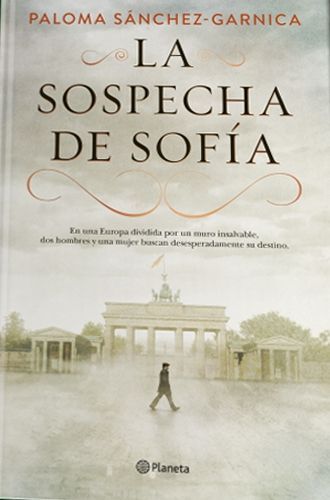 PALOMA SÁNCHEZ-GARNICA
LA
SOSPECHA
DE SOFÍA
En una Europa dividida por un muro insalvable,
dos hombres y una mujer buscan desesperadamente su destino.
Planeta